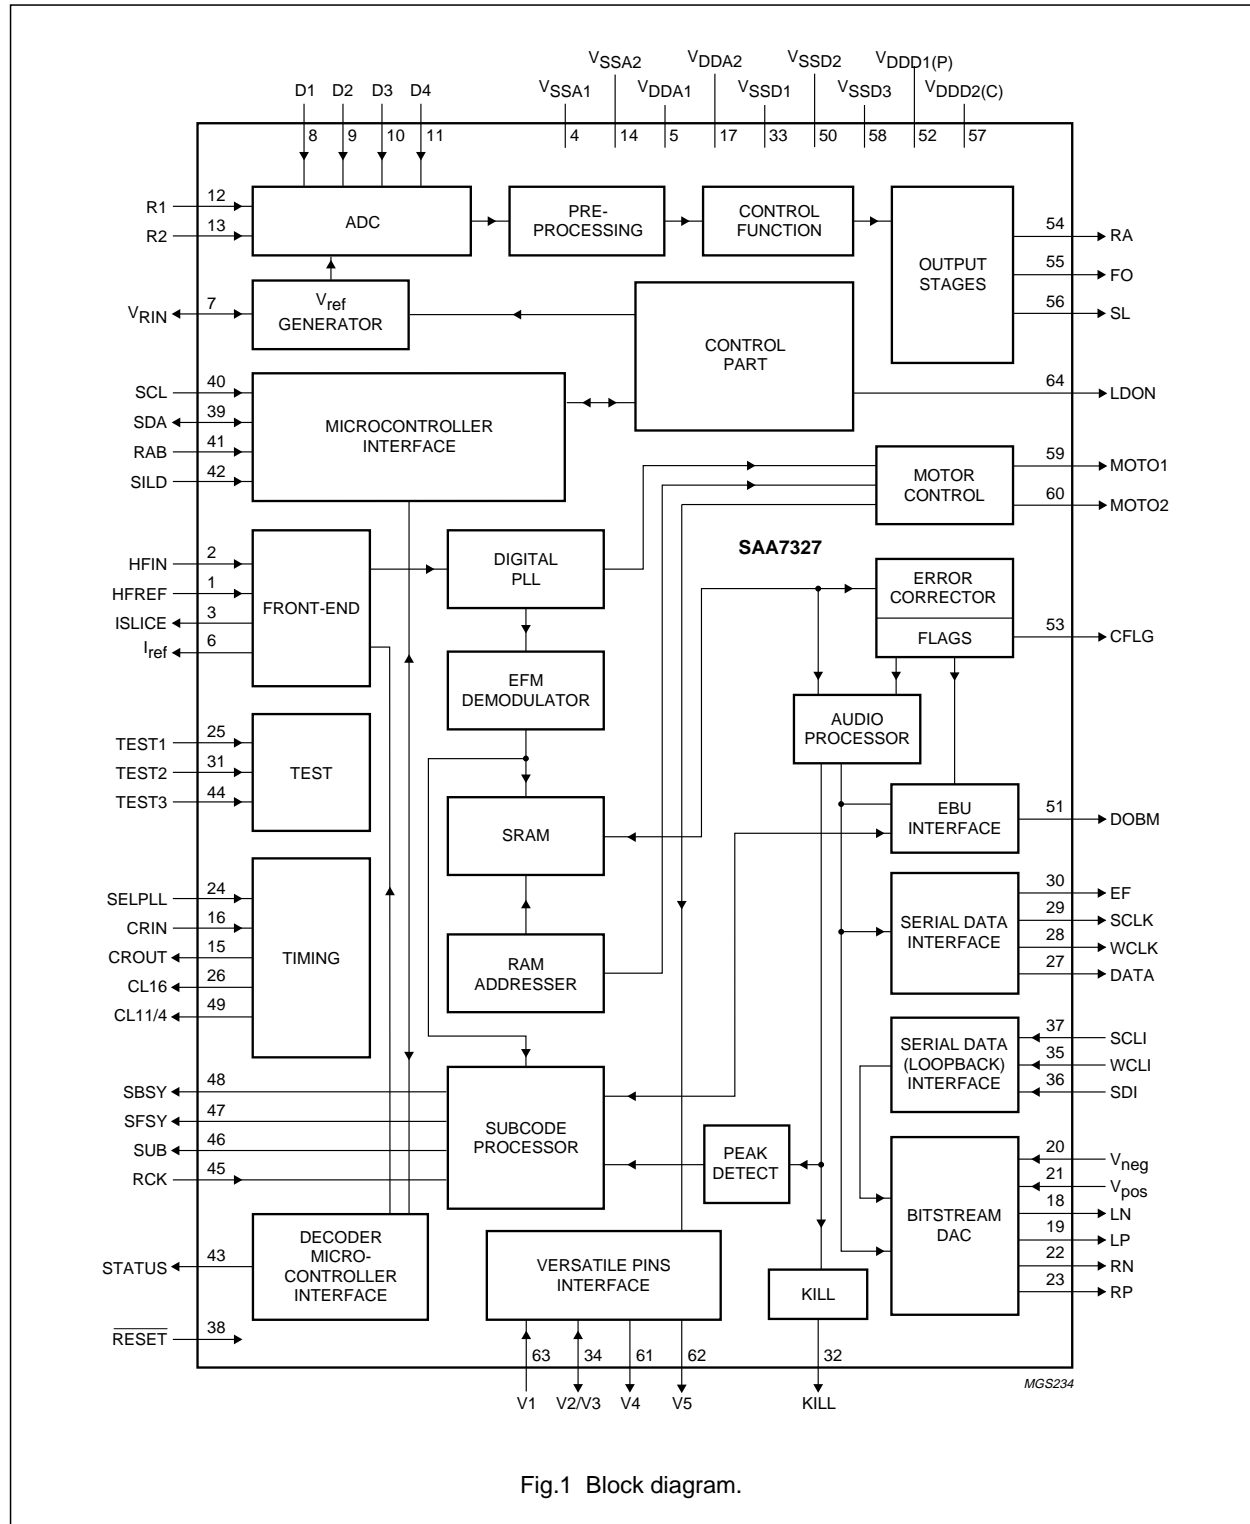 VSSA2
VDDA2
VSSD2
VDDD1(P)
D1 D2 D3 D4
VSSA1
VDDA1
VSSD1
VSSD3
VDDD2(C)
8 9 10 11
4 14 5 17 33 50 58 52 57
R1 12
R2 13
ADC
PRE-
PROCESSING
CONTROL
FUNCTION
OUTPUT
STAGES
54 RA
55 FO
56 SL
VRIN 7
Vref
GENERATOR
CONTROL
PART
64 LDON
SCL 40
SDA 39
RAB 41
SILD 42
MICROCONTROLLER
INTERFACE
MOTOR
CONTROL
59 MOTO1
60 MOTO2
SAA7327
HFIN 2
HFREF 1
ISLICE 3
Iref 6
FRONT-END
DIGITAL
PLL
ERROR
CORRECTOR
FLAGS
53 CFLG
EFM
DEMODULATOR
AUDIO
PROCESSOR
TEST1 25
TEST2 31
TEST3 44
TEST
SRAM
EBU
INTERFACE
51 DOBM
SELPLL 24
CRIN 16
CROUT 15
CL16 26
CL11/4 49
TIMING
RAM
ADDRESSER
SERIAL DATA
INTERFACE
30 EF
29 SCLK
28 WCLK
27 DATA
SERIAL DATA
(LOOPBACK)
INTERFACE
37 SCLI
35 WCLI
36 SDI
SBSY 48
SFSY 47
SUB 46
RCK 45
SUBCODE
PROCESSOR
PEAK
DETECT
BITSTREAM
DAC
20 Vneg
21 Vpos
18 LN
19 LP
22 RN
23 RP
STATUS 43
DECODER
MICRO-
CONTROLLER
INTERFACE
VERSATILE PINS
INTERFACE
KILL
RESET 38
63 34 61 62 32
V1 V2/V3 V4 V5 KILL
MGS234
Fig.1 Block diagram.